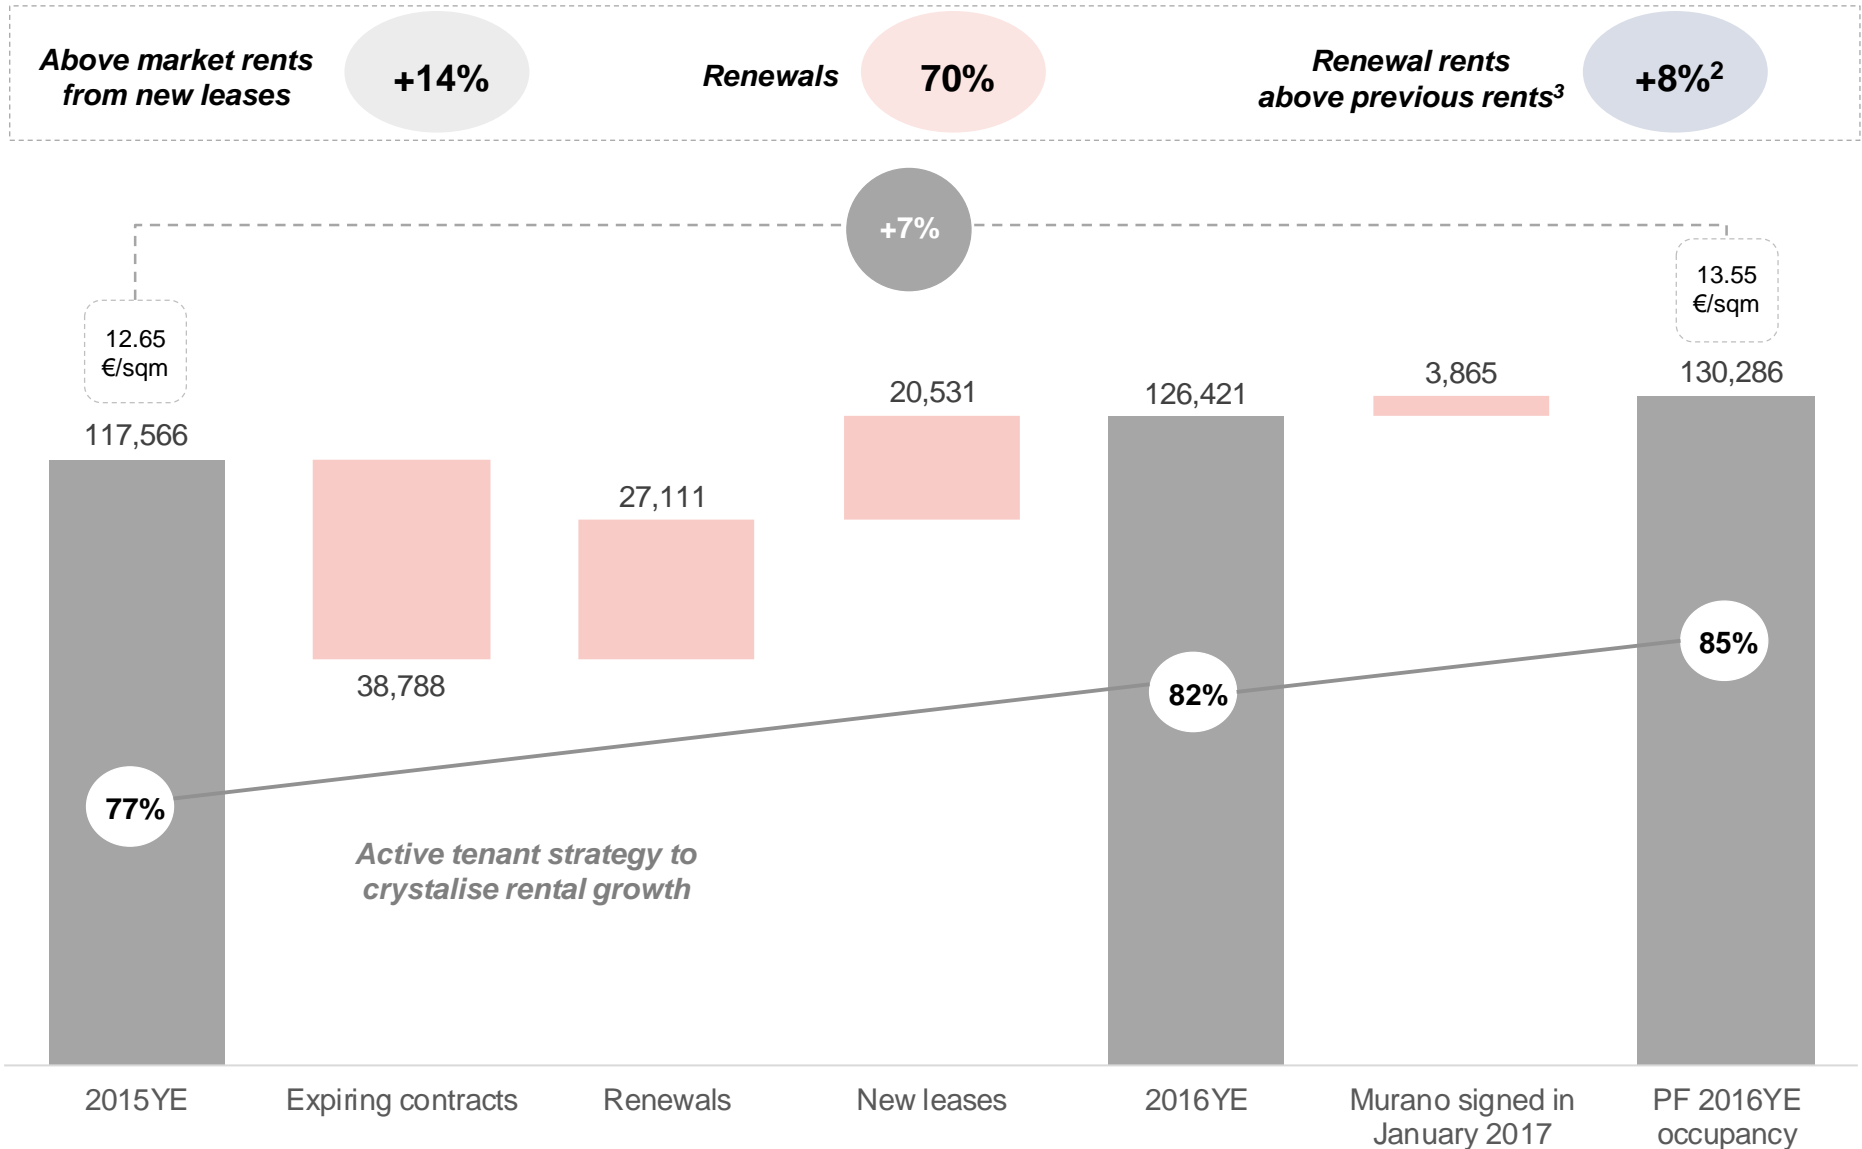 Above market rents
from new leases
+14%
Renewals
70%
Renewal rents
above previous rents³
+8%²
+7%
12.65
€/sqm
13.55
€/sqm
117,566
38,788
27,111
20,531
126,421
3,865
130,286
77%
82%
85%
Active tenant strategy to
crystalise rental growth
2015YE
Expiring contracts
Renewals
New leases
2016YE
Murano signed in
January 2017
PF 2016YE
occupancy